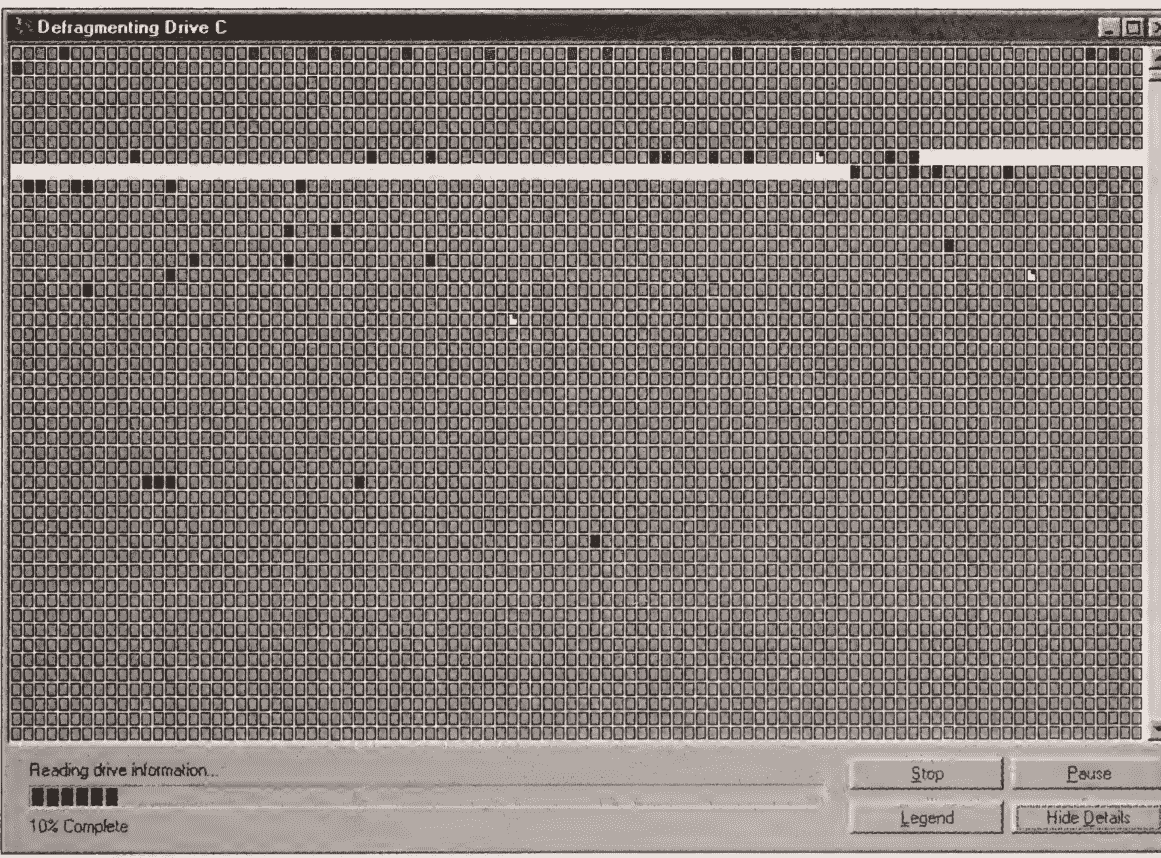 Defragmenting Drive C
Reading drive information...
10% Complete
Stop
Pause
Legend
Hide Details